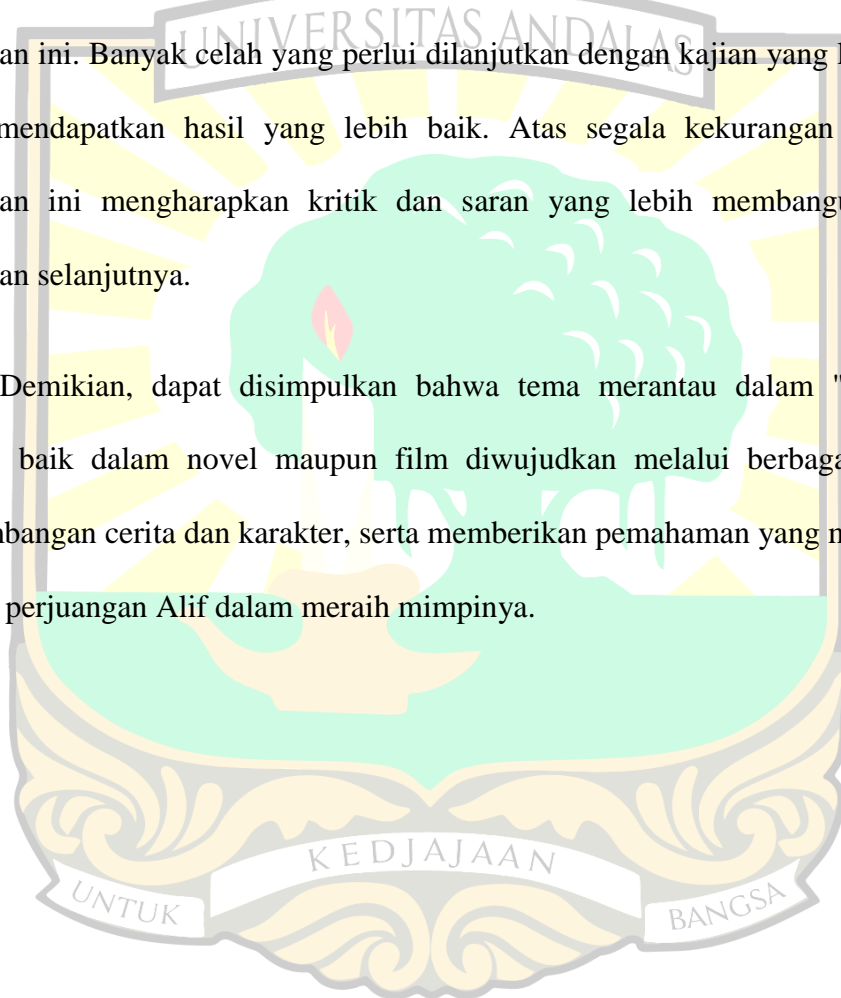 UNIVERSITAS ANDALAS
an ini. Banyak celah yang perlui dilanjutkan dengan kajian yang
mendapatkan hasil yang lebih baik. Atas segala kekurangan
an ini mengharapkan kritik dan saran yang lebih
an selanjutnya.
Demikian, dapat disimpulkan bahwa tema merantau dalam "
baik dalam novel maupun film diwujudkan melalui
bangan cerita dan karakter, serta memberikan pemahaman yang
perjuangan Alif dalam meraih mimpinya.
KEDJAJAAN
UNTUK
BANGSA